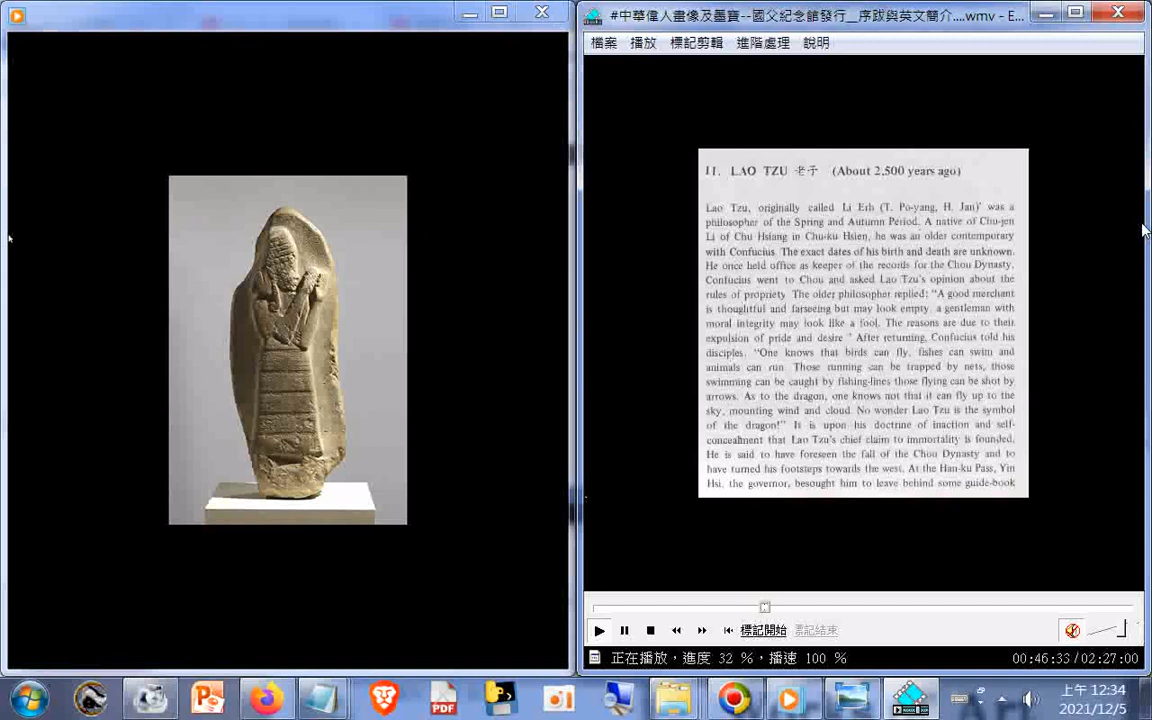 #中華偉人畫像及墨寶--國父紀念館發行__序跋與英文簡介....wmv - E...
檔案 播放 標記剪輯 進階處理 說明
11. LAO TZU 老子 (About 2,500 years ago)
Lao Tzu, originally called Li Erh (T. Po-yang, H. Jan) was a
philosopher of the Spring and Autumn Period. A native of Chu-jen
Li of Chu Hsiang in Chu-ku Hsien, he was an older contemporary
with Confucius. The exact dates of his birth and death are unknown.
He once held office as keeper of the records for the Chou Dynasty.
Confucius went to Chou and asked Lao Tzu's opinion about the
rules of propriety. The older philosopher replied: "A good merchant
is thoughtful and farseeing but may look empty, a gentleman with
moral integrity may look like a fool. The reasons are due to their
expulsion of pride and desire ' After returning, Confucius told his
disciples. "One knows that birds can fly, fishes can swim and
animals can run. Those running can be trapped by nets, those
swimming can be caught by fishing-lines those flying can be shot by
arrows. As to the dragon, one knows not that it can fly up to the
sky, mounting wind and cloud. No wonder Lao Tzu is the symbol
of the dragon!" It is upon his doctrine of inaction and self-
concealment that Lao Tzu's chief claim to immortality is founded.
He is said to have foreseen the fall of the Chou Dynasty and to
have turned his footsteps towards the west. At the Han-ku Pass, Yin
Hsi, the governor, besought him to leave behind some guide-book
標記開始 標記結束
正在播放，進度 32 %，播速 100 %
00:46:33 / 02:27:00
PDF
上午 12:34
2021/12/5